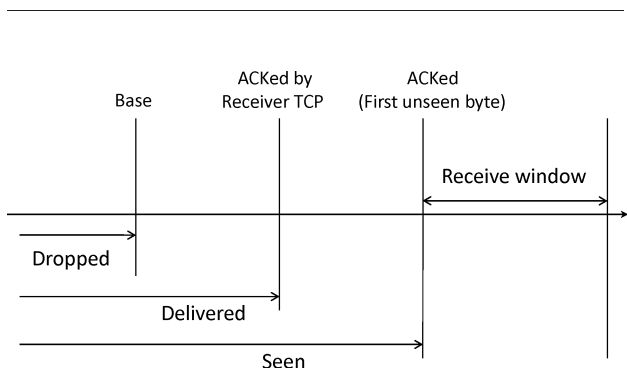 Base
ACKed by
Receiver TCP
ACKed
(First unseen byte)
Receive window
Dropped
Delivered
Seen